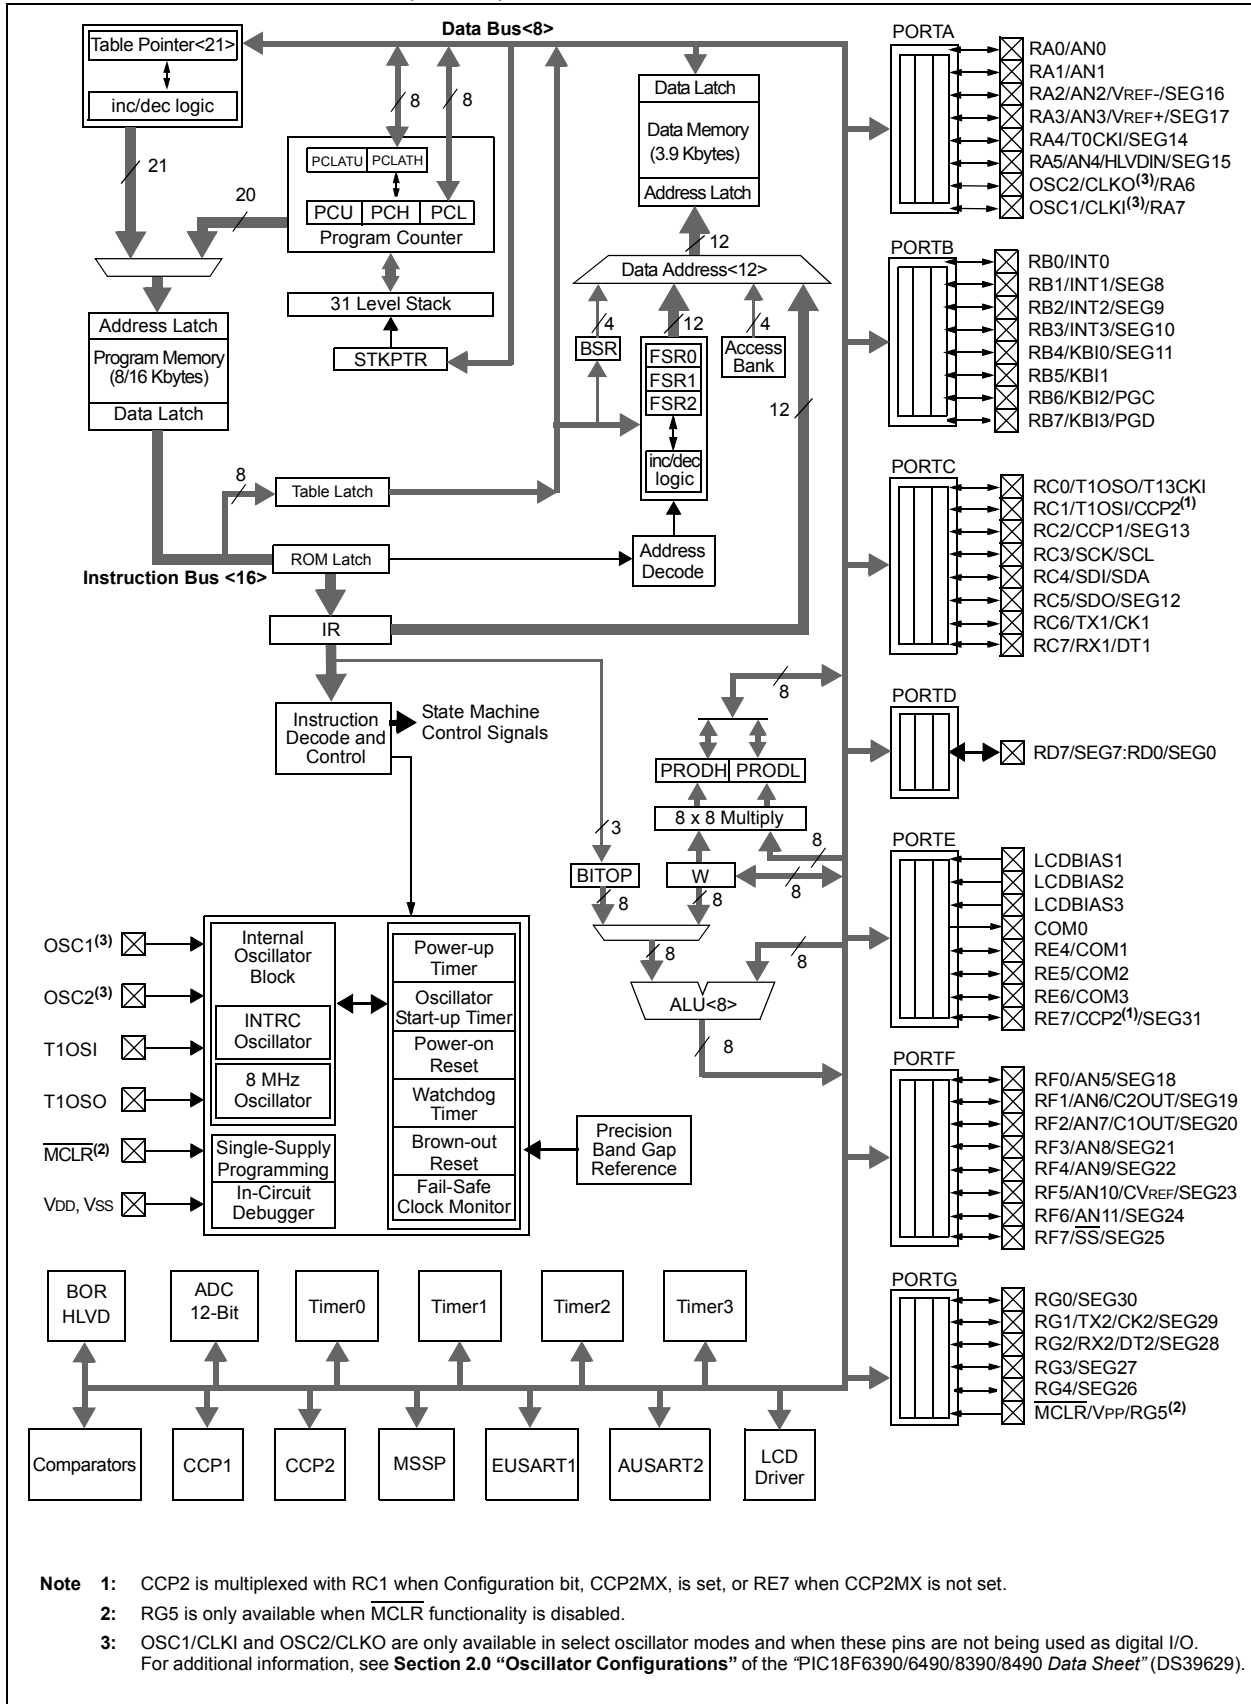 Data Bus<8>
Table Pointer<21>
inc/dec logic
21
20
8
8
PCLATU
PCLATH
PCU
PCH
PCL
Program Counter
31 Level Stack
STKPTR
Address Latch
Program Memory
(8/16 Kbytes)
Data Latch
Data Latch
Data Memory
(3.9 Kbytes)
Address Latch
12
Data Address<12>
4
12
4
BSR
FSR0
FSR1
FSR2
inc/dec
logic
Access
Bank
12
8
Table Latch
ROM Latch
Instruction Bus <16>
Address
Decode
IR
Instruction
Decode and
Control
State Machine
Control Signals
8
PRODH
PRODL
8 x 8 Multiply
3
8
BITOP
W
8
8
8
8
8
ALU<8>
8
OSC1(3)
OSC2(3)
T1OSI
T1OSO
MCLR(2)
VDD, VSS
Internal
Oscillator
Block
INTRC
Oscillator
8 MHz
Oscillator
Single-Supply
Programming
In-Circuit
Debugger
Power-up
Timer
Oscillator
Start-up Timer
Power-on
Reset
Watchdog
Timer
Brown-out
Reset
Fail-Safe
Clock Monitor
Precision
Band Gap
Reference
BOR
HLVD
ADC
12-Bit
Timer0
Timer1
Timer2
Timer3
Comparators
CCP1
CCP2
MSSP
EUSART1
AUSART2
LCD
Driver
PORTA
RA0/AN0
RA1/AN1
RA2/AN2/VREF-/SEG16
RA3/AN3/VREF+/SEG17
RA4/T0CKI/SEG14
RA5/AN4/HLVDIN/SEG15
OSC2/CLKO(3)/RA6
OSC1/CLKI(3)/RA7
PORTB
RB0/INT0
RB1/INT1/SEG8
RB2/INT2/SEG9
RB3/INT3/SEG10
RB4/KBI0/SEG11
RB5/KBI1
RB6/KBI2/PGC
RB7/KBI3/PGD
PORTC
RC0/T1OSO/T13CKI
RC1/T1OSI/CCP2(1)
RC2/CCP1/SEG13
RC3/SCK/SCL
RC4/SDI/SDA
RC5/SDO/SEG12
RC6/TX1/CK1
RC7/RX1/DT1
PORTD
RD7/SEG7:RD0/SEG0
PORTE
LCDBIAS1
LCDBIAS2
LCDBIAS3
COM0
RE4/COM1
RE5/COM2
RE6/COM3
RE7/CCP2(1)/SEG31
PORTF
RF0/AN5/SEG18
RF1/AN6/C2OUT/SEG19
RF2/AN7/C1OUT/SEG20
RF3/AN8/SEG21
RF4/AN9/SEG22
RF5/AN10/CVREF/SEG23
RF6/AN11/SEG24
RF7/SS/SEG25
PORTG
RG0/SEG30
RG1/TX2/CK2/SEG29
RG2/RX2/DT2/SEG28
RG3/SEG27
RG4/SEG26
MCLR/VPP/RG5(2)
Note 1: CCP2 is multiplexed with RC1 when Configuration bit, CCP2MX, is set, or RE7 when CCP2MX is not set.
2: RG5 is only available when MCLR functionality is disabled.
3: OSC1/CLKI and OSC2/CLKO are only available in select oscillator modes and when these pins are not being used as digital I/O.
For additional information, see Section 2.0 “Oscillator Configurations” of the “PIC18F6390/6490/8390/8490 Data Sheet” (DS39629).